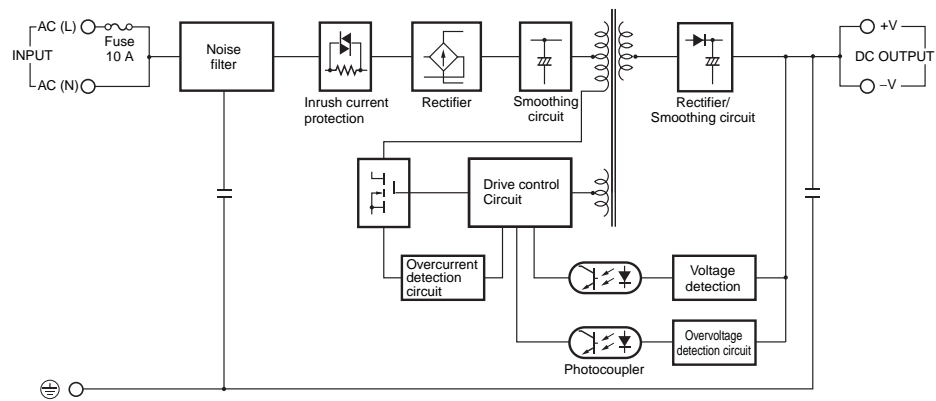 AC (L)
Fuse
10 A
INPUT
AC (N)
Noise
filter
Inrush current
protection
Rectifier
Smoothing
circuit
Rectifier/
Smoothing circuit
+V
DC OUTPUT
−V
Drive control
Circuit
Overcurrent
detection
circuit
Voltage
detection
Overvoltage
detection circuit
Photocoupler